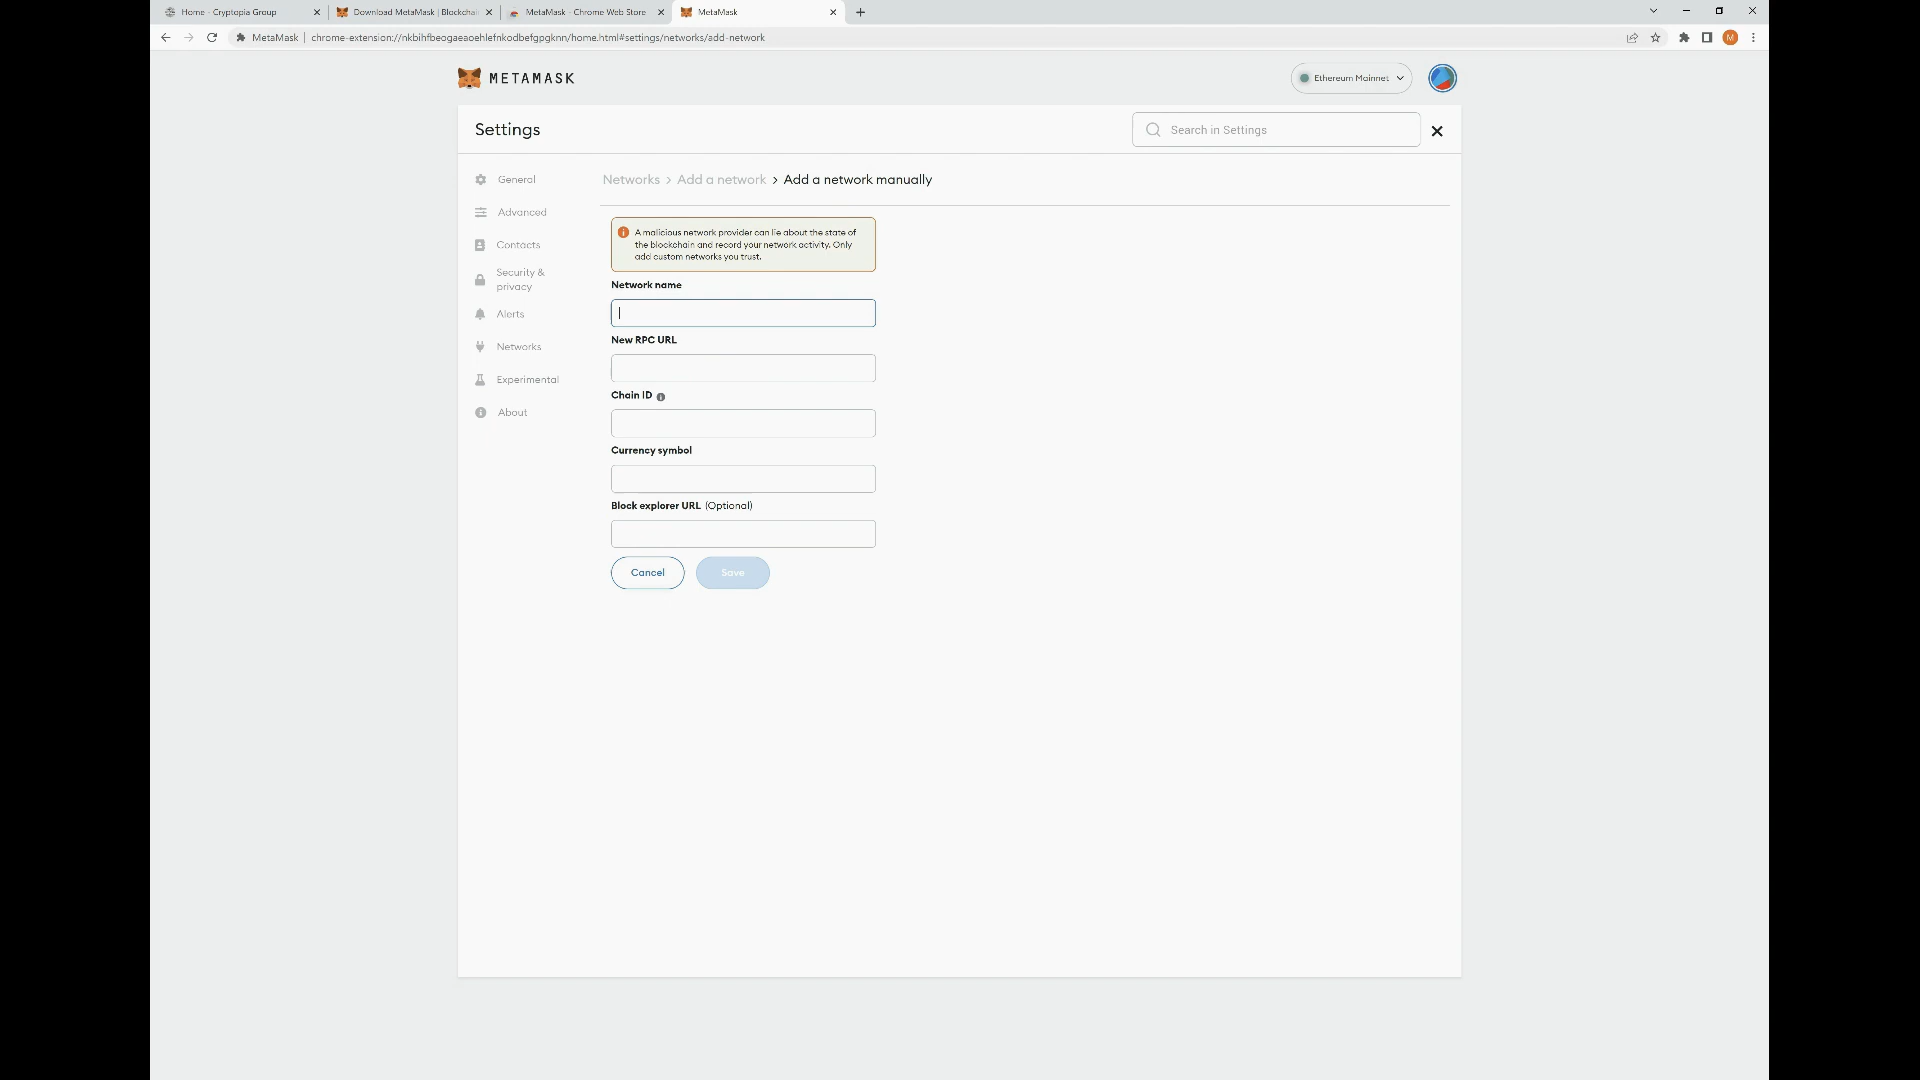 Home - Cryptopia Group
Download MetaMask | Blockchain
MetaMask - Chrome Web Store
MetaMask
MetaMask | chrome-extension://nkbihfbeogaeaoehlefnkodbefgpgknn/home.html#settings/networks/add-network
M
METAMASK
Ethereum Mainnet
Settings
Search in Settings
General
Advanced
Contacts
Security &
privacy
Alerts
Networks
Experimental
About
Networks > Add a network > Add a network manually
A malicious network provider can lie about the state of
the blockchain and record your network activity. Only
add custom networks you trust.
Network name
New RPC URL
Chain ID
Currency symbol
Block explorer URL (Optional)
Cancel
Save